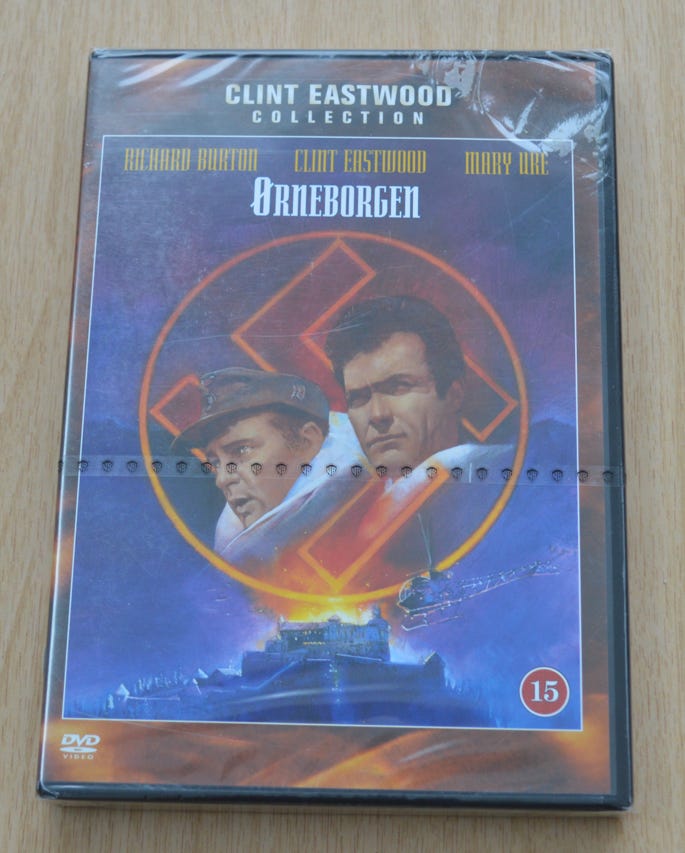 CLINT EASTWOOD
COLLECTION
RICHARD BURTON CLINT EASTWOOD MARY URE
ØRNEBORGEN
15
DVD
VIDEO